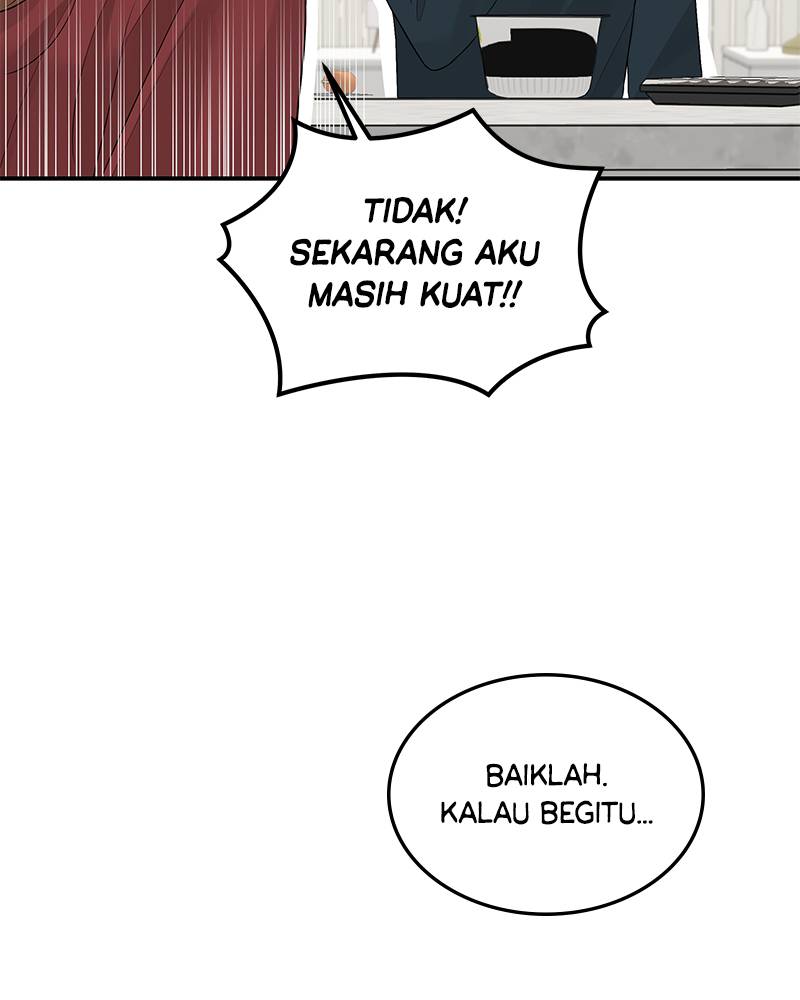 TIDAK!
SEKARANG AKU
MASIH KUAT!!
BAIKLAH.
KALAU BEGITU...